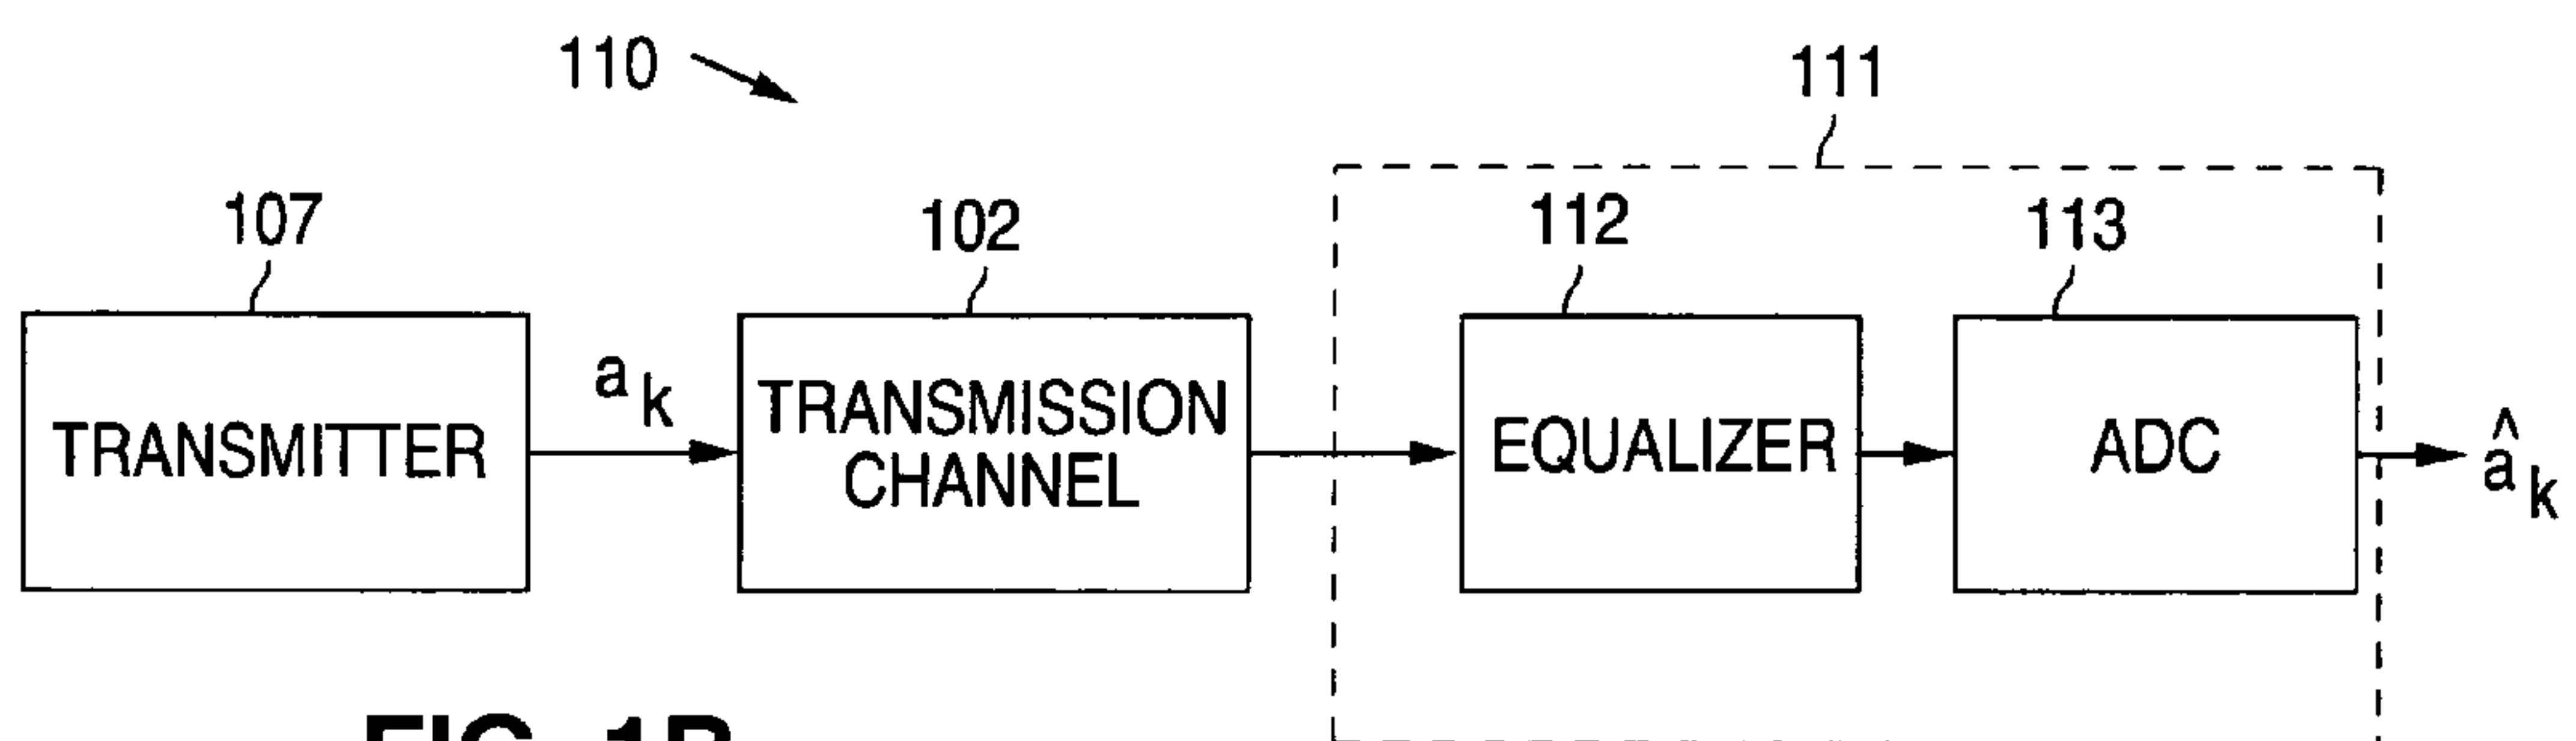 110
111
107
102
112
113
TRANSMITTER
a k
TRANSMISSION
CHANNEL
EQUALIZER
ADC
â k